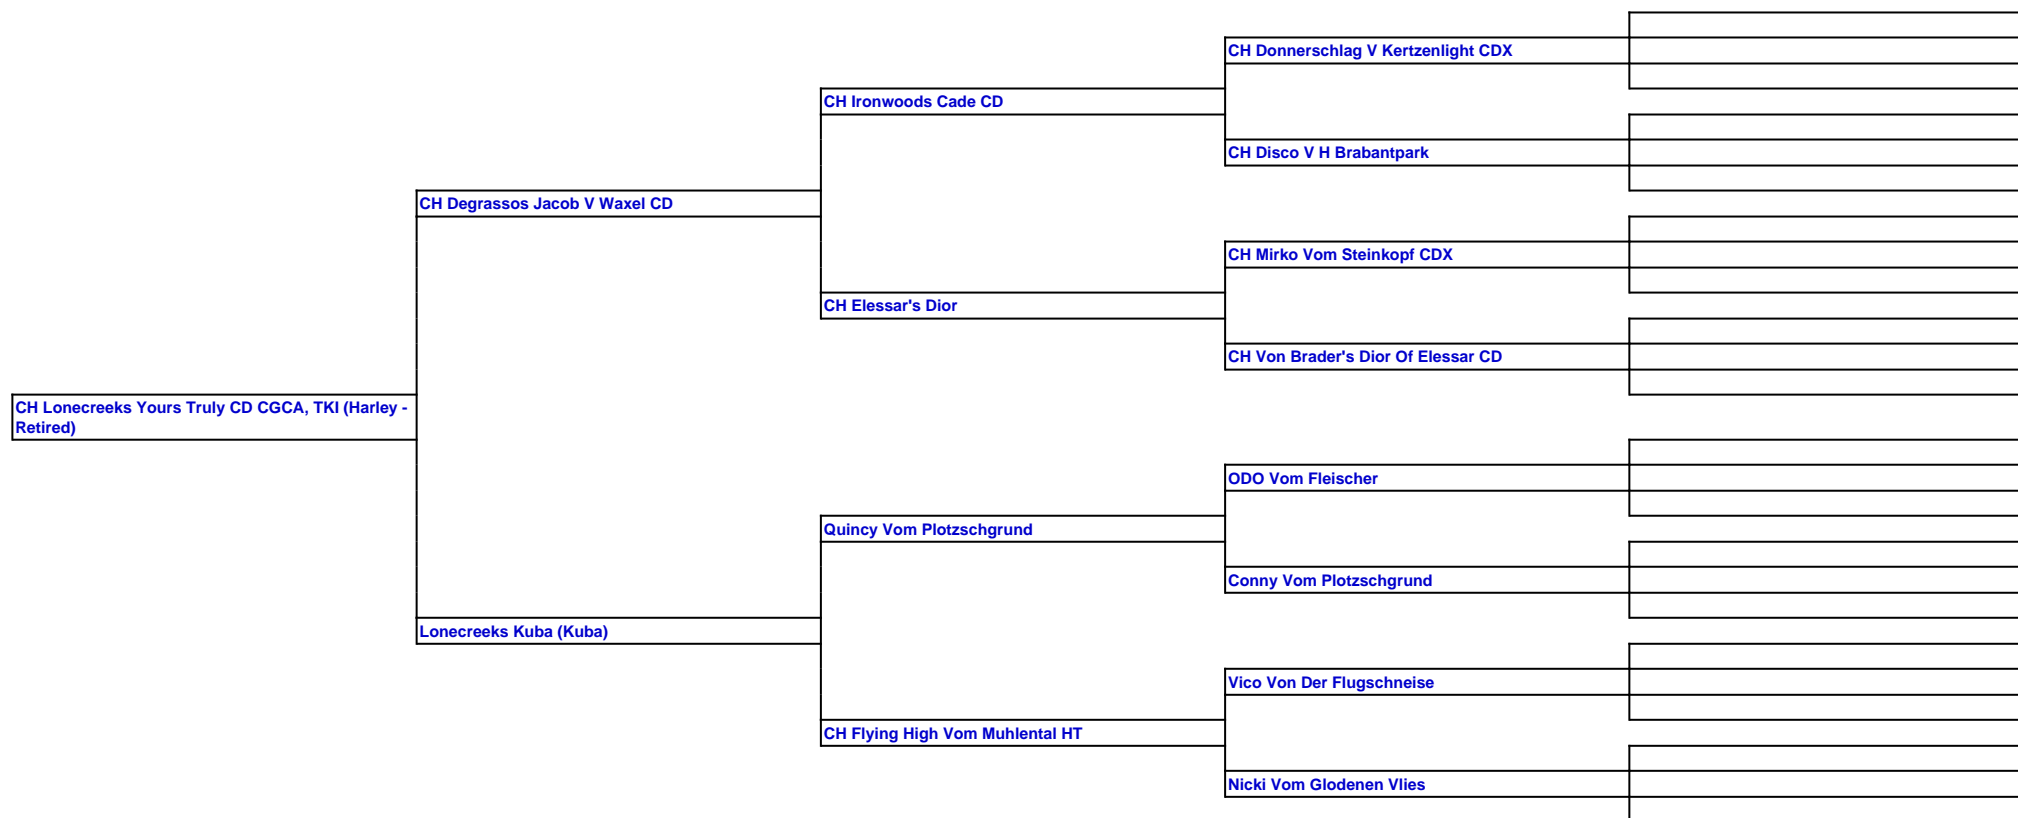 CH Donnerschlag V Kertzenlight CDX
CH Ironwoods Cade CD
CH Disco V H Brabantpark
CH Degrassos Jacob V Waxel CD
CH Mirko Vom Steinkopf CDX
CH Elessar's Dior
CH Von Brader's Dior Of Elessar CD
CH Lonecreeks Yours Truly CD CGCA, TKI (Harley -
Retired)
ODO Vom Fleischer
Quincy Vom Plotzschgrund
Conny Vom Plotzschgrund
Lonecreeks Kuba (Kuba)
Vico Von Der Flugschneise
CH Flying High Vom Muhlental HT
Nicki Vom Glodenen Vlies